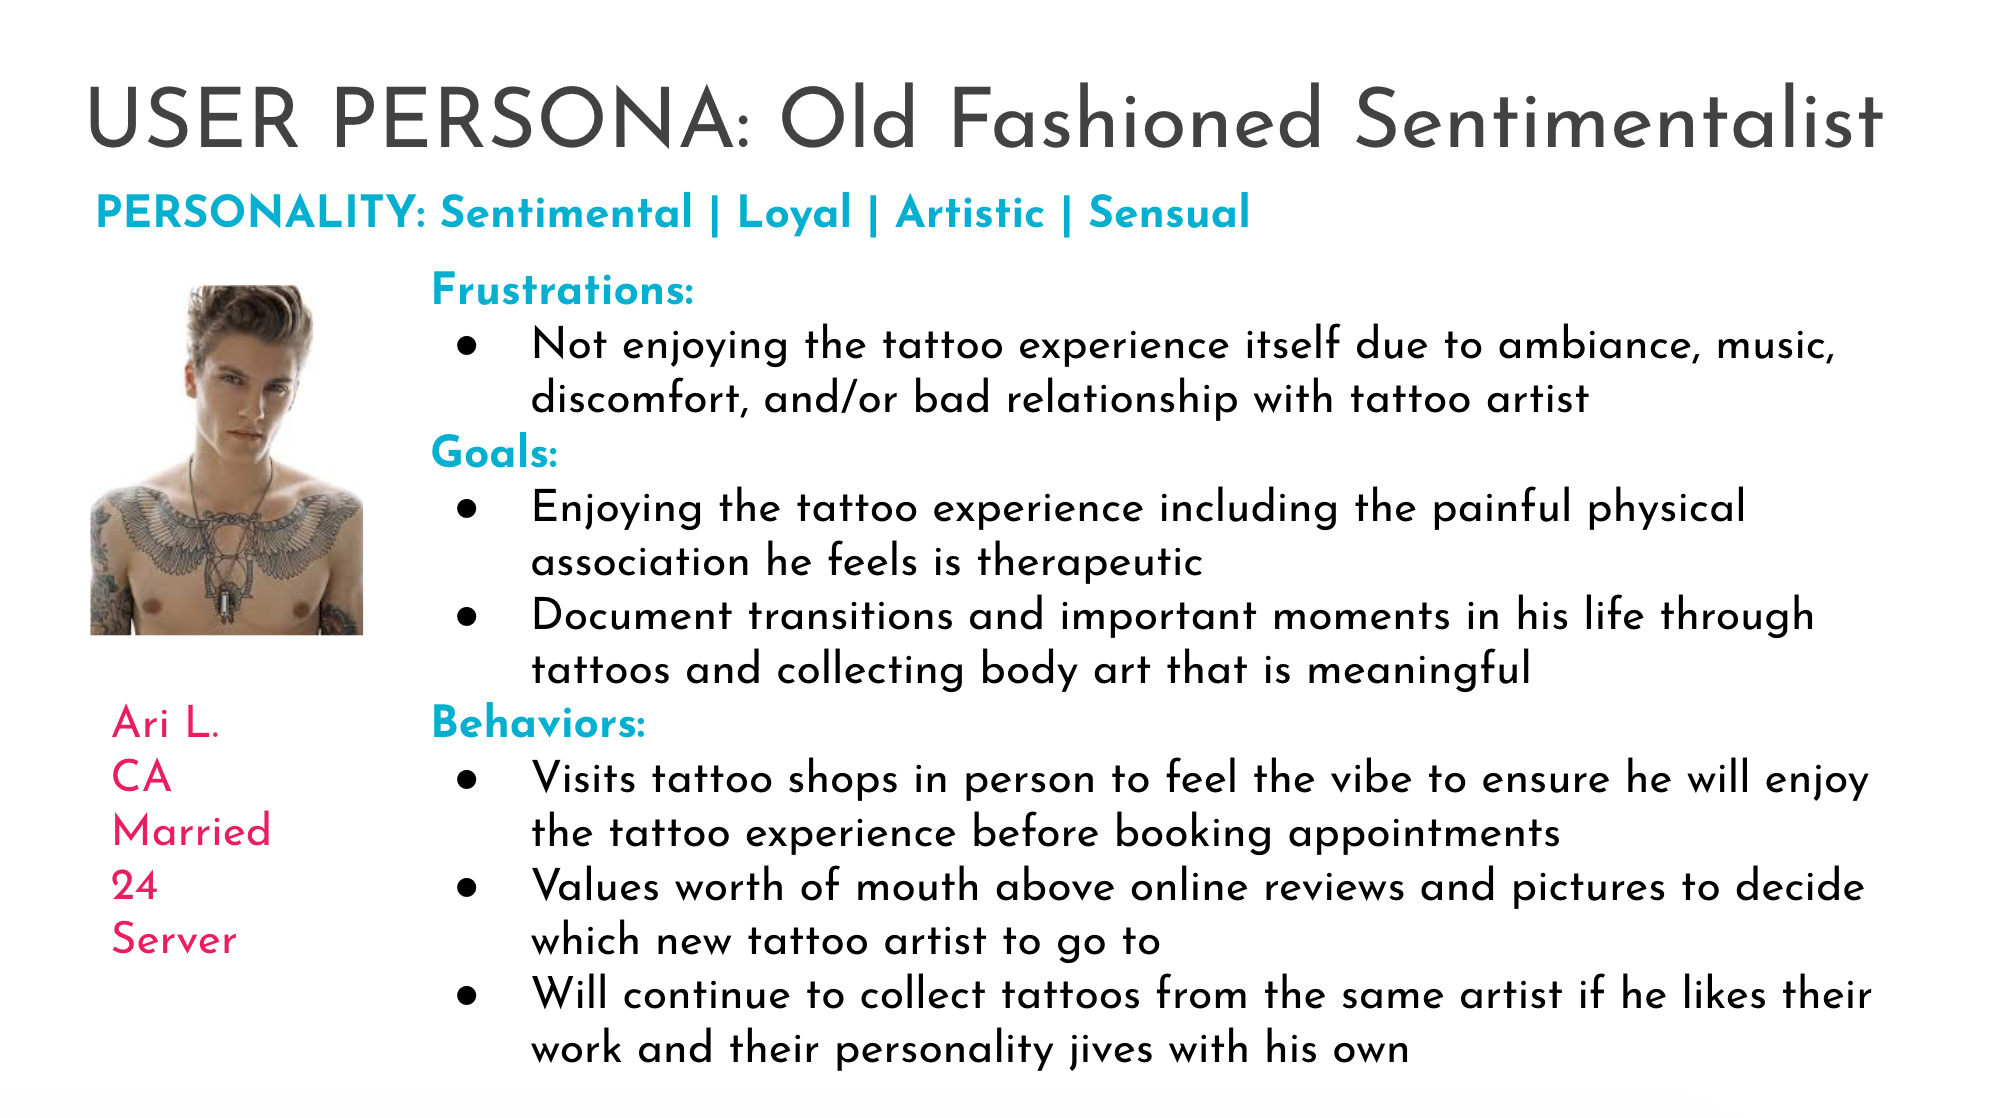 USER PERSONA: Old Fashioned Sentimentalist
PERSONALITY: Sentimental | Loyal | Artistic | Sensual
Frustrations:
● Not enjoying the tattoo experience itself due to ambiance, music,
discomfort, and/or bad relationship with tattoo artist
Goals:
● Enjoying the tattoo experience including the painful physical
association he feels is therapeutic
● Document transitions and important moments in his life through
tattoos and collecting body art that is meaningful
Behaviors:
● Visits tattoo shops in person to feel the vibe to ensure he will enjoy
the tattoo experience before booking appointments
● Values worth of mouth above online reviews and pictures to decide
which new tattoo artist to go to
● Will continue to collect tattoos from the same artist if he likes their
work and their personality jives with his own
Ari L.
CA
Married
24
Server